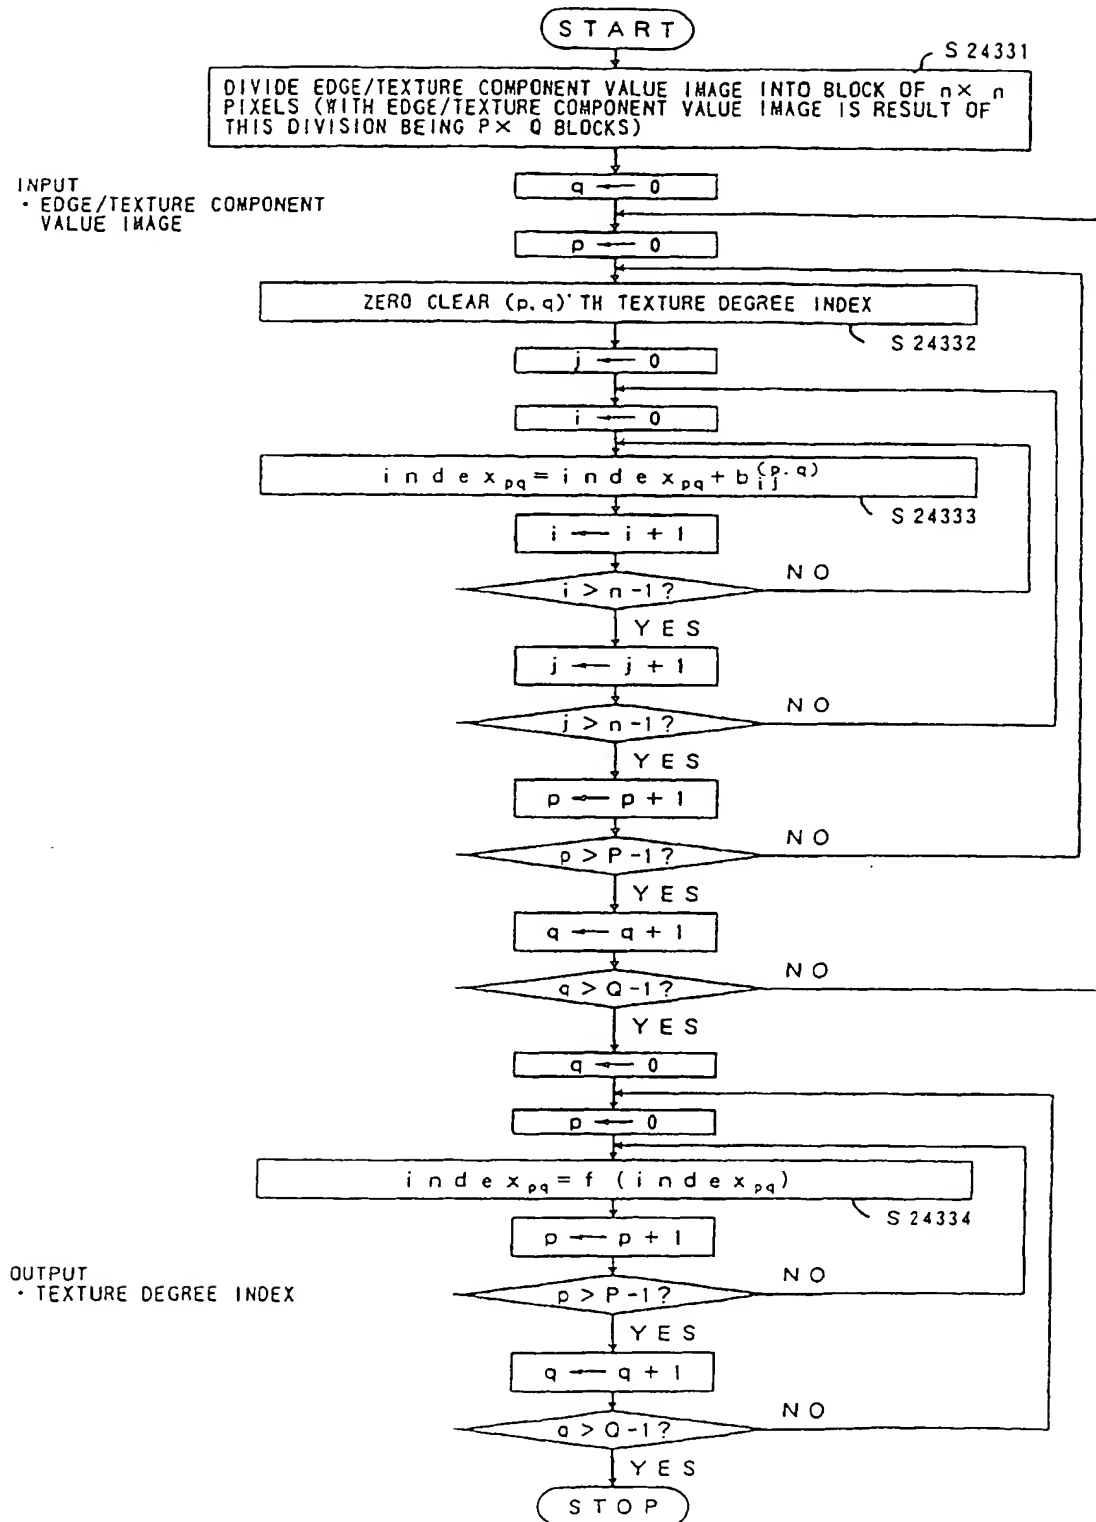 START
S24331
DIVIDE EDGE/TEXTURE COMPONENT VALUE IMAGE INTO BLOCK OF n× n
PIXELS (WITH EDGE/TEXTURE COMPONENT VALUE IMAGE IS RESULT OF
THIS DIVISION BEING P× Q BLOCKS)
INPUT
・EDGE/TEXTURE COMPONENT
VALUE IMAGE
q ← 0
p ← 0
ZERO CLEAR (p,q)'TH TEXTURE DEGREE INDEX
S24332
j ← 0
i ← 0
index_pq = index_pq + b_ij^(p,q)
S24333
i ← i + 1
i > n-1?
NO
YES
j ← j + 1
j > n-1?
NO
YES
p ← p + 1
p > P-1?
NO
YES
q ← q + 1
q > Q-1?
NO
YES
q ← 0
p ← 0
index_pq = f (index_pq)
S24334
p ← p + 1
OUTPUT
・TEXTURE DEGREE INDEX
p > P-1?
NO
YES
q ← q + 1
q > Q-1?
NO
YES
STOP